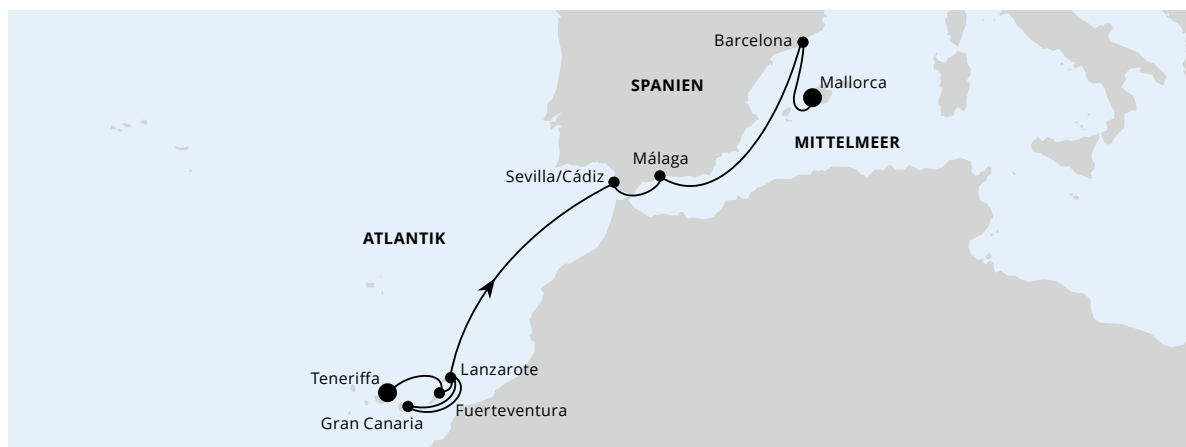 Barcelona
SPANIEN
Mallorca
MITTELMEER
Málaga
Sevilla/Cádiz
ATLANTIK
Lanzarote
Teneriffa
Fuerteventura
Gran Canaria